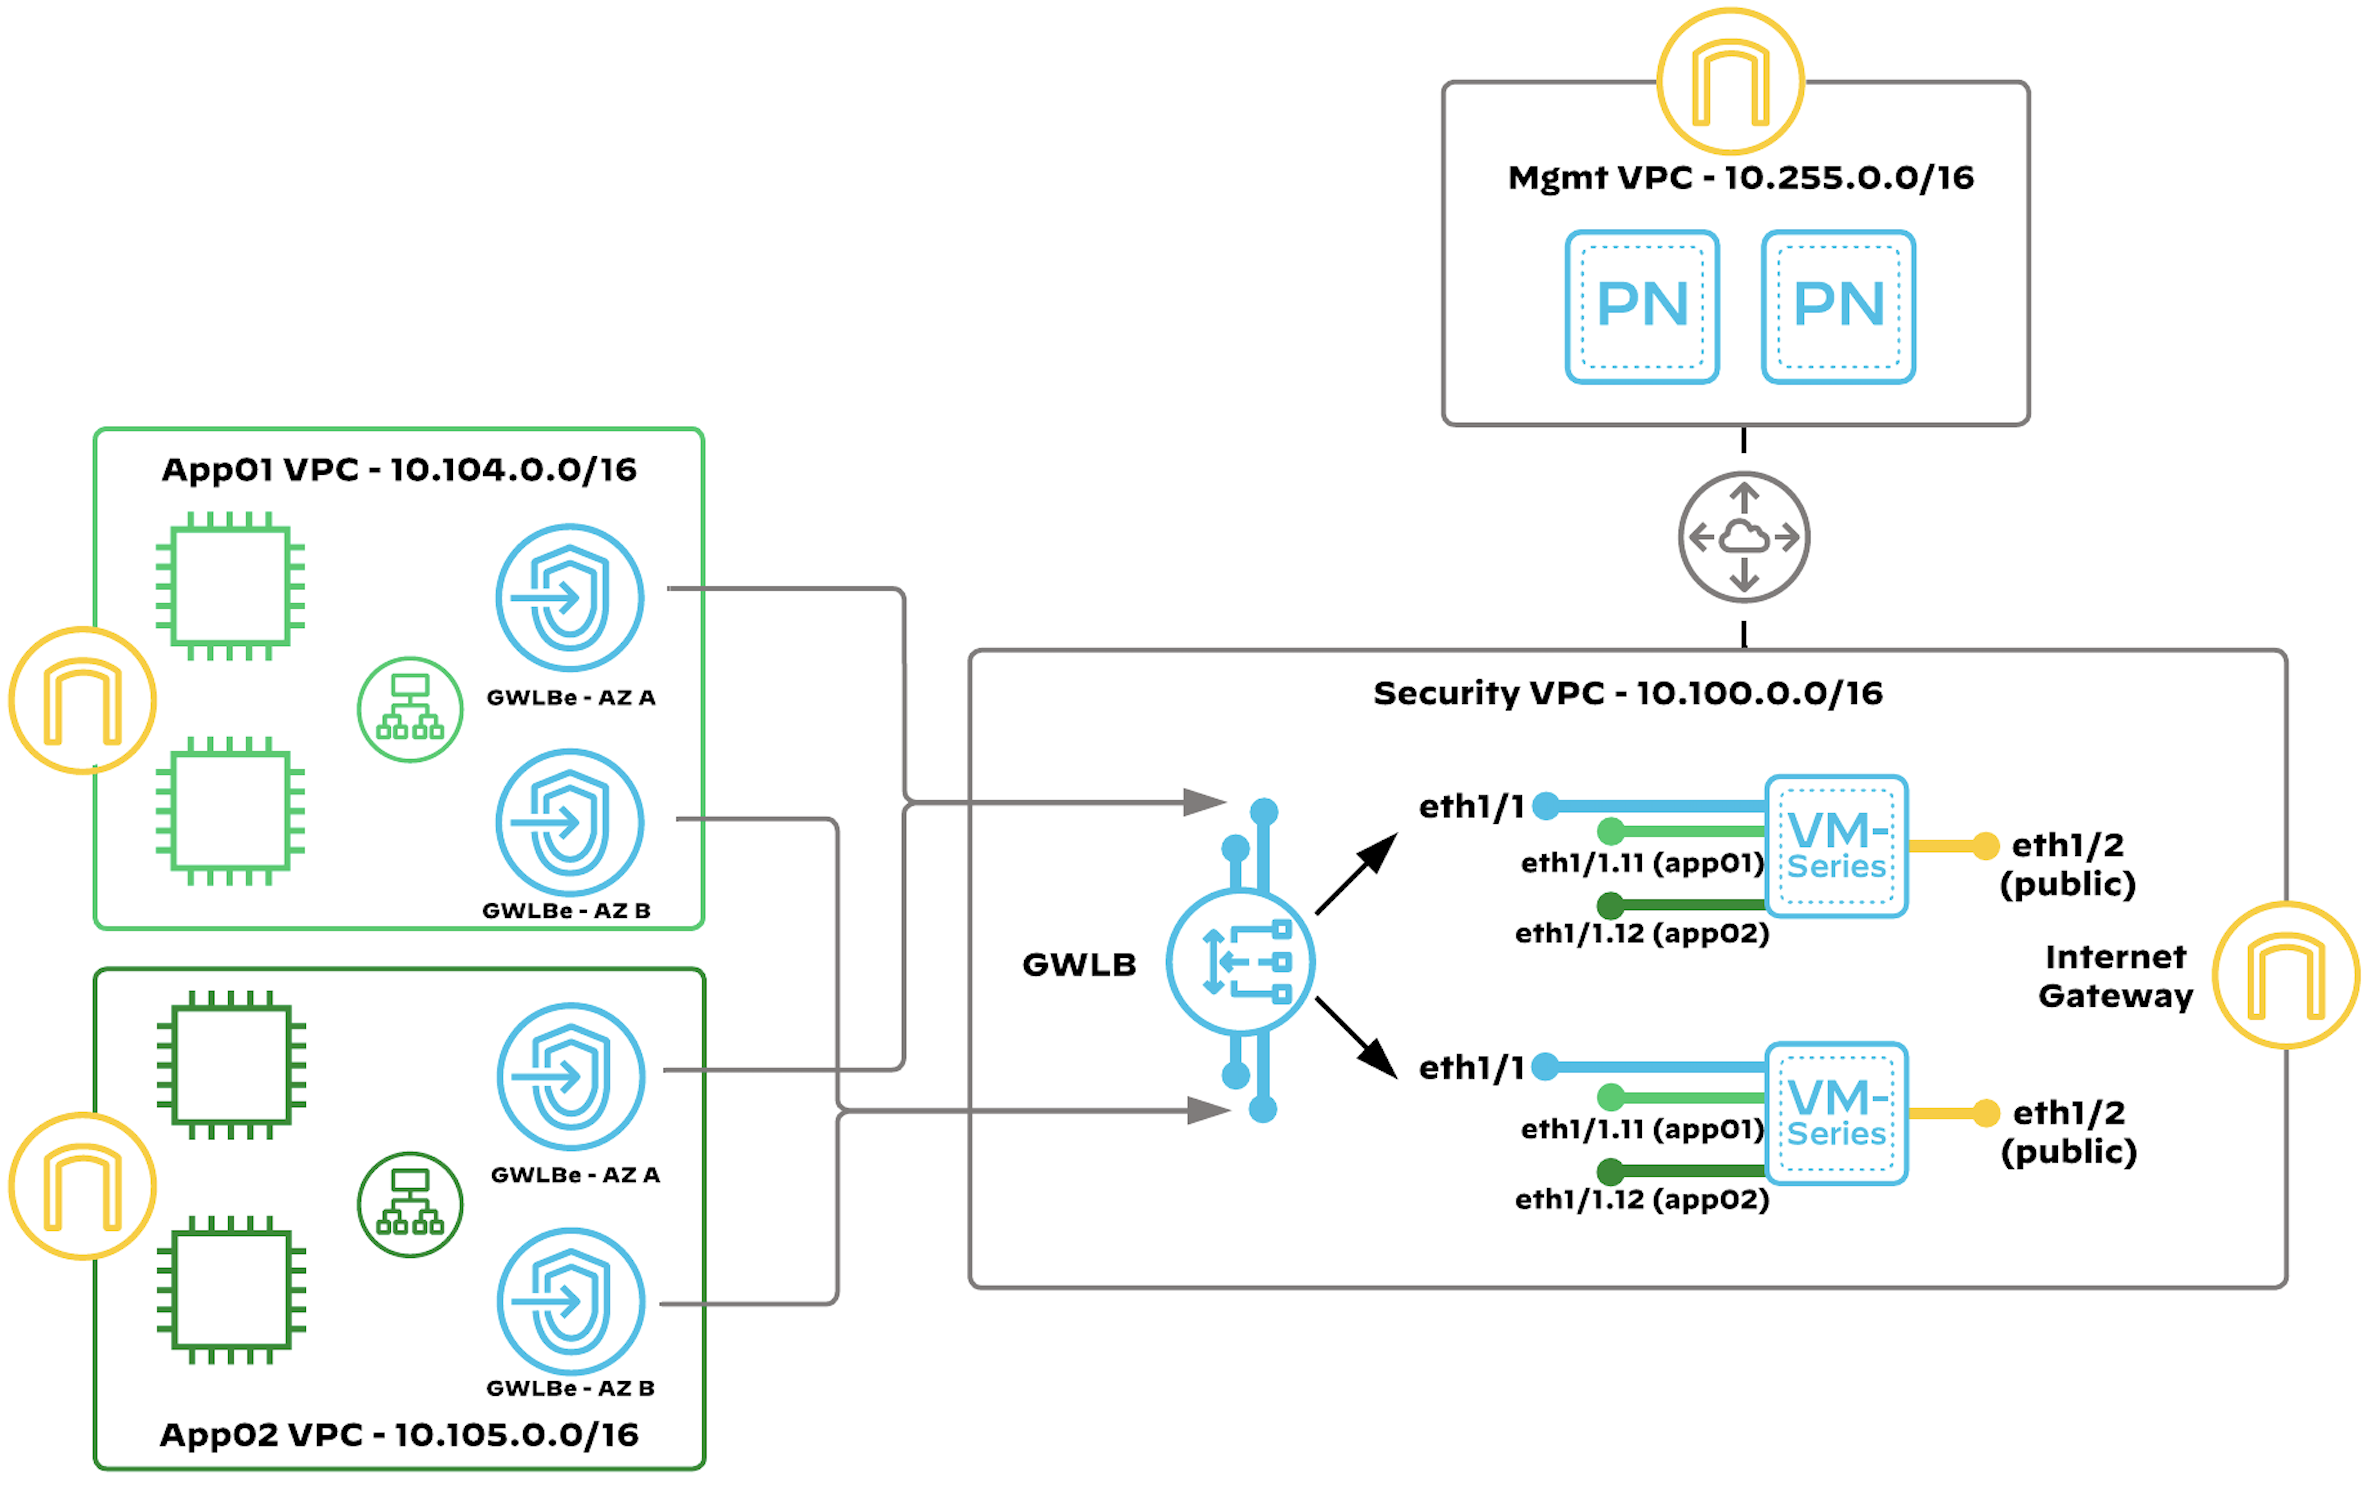 Mgmt VPC - 10.255.0.0/16
PN
PN
App01 VPC - 10.104.0.0/16
GWLBe - AZ A
GWLBe - AZ B
GWLBe - AZ A
GWLBe - AZ B
App02 VPC - 10.105.0.0/16
Security VPC - 10.100.0.0/16
GWLB
eth1/1
eth1/1.11 (app01)
eth1/1.12 (app02)
VM-
Series
eth1/2
(public)
Internet
Gateway
eth1/1
eth1/1.11 (app01)
eth1/1.12 (app02)
VM-
Series
eth1/2
(public)